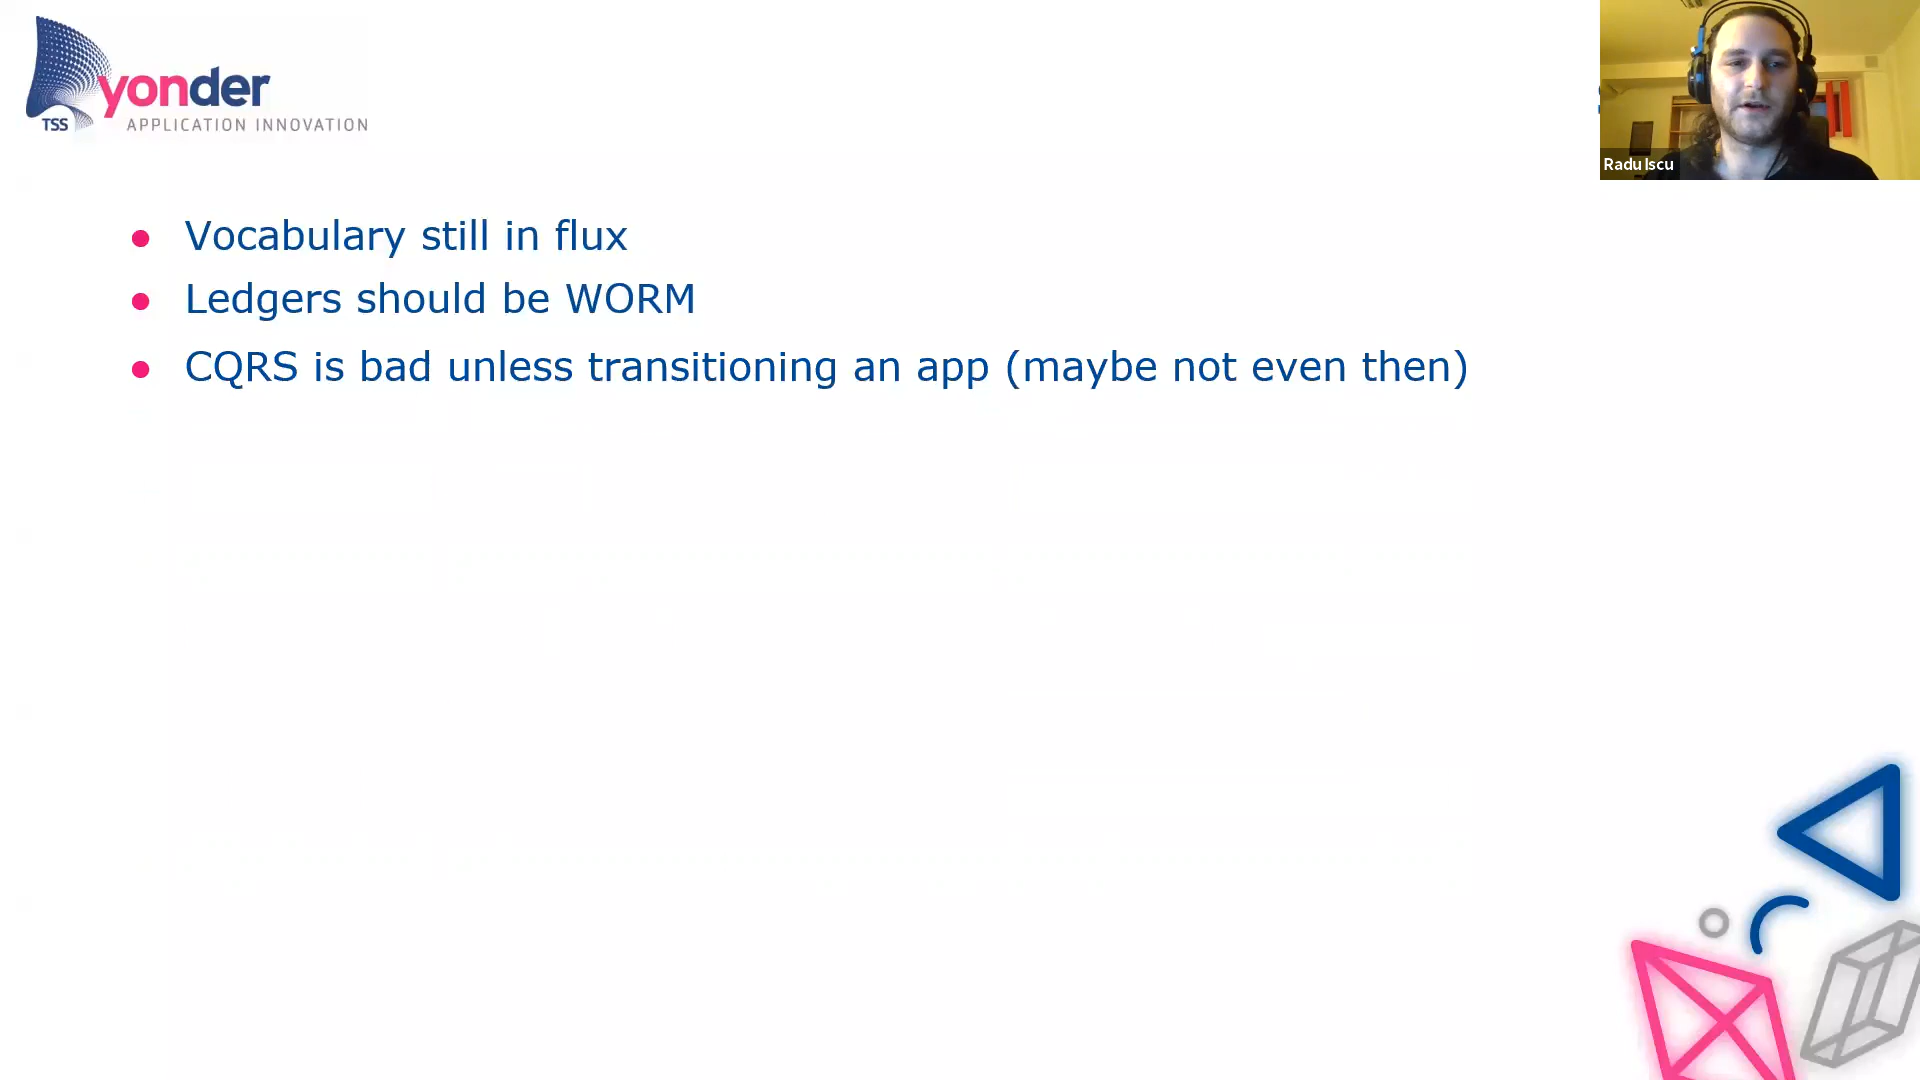 yonder
TSS
APPLICATION INNOVATION
Radu Iscu
Vocabulary still in flux
Ledgers should be WORM
CQRS is bad unless transitioning an app (maybe not even then)